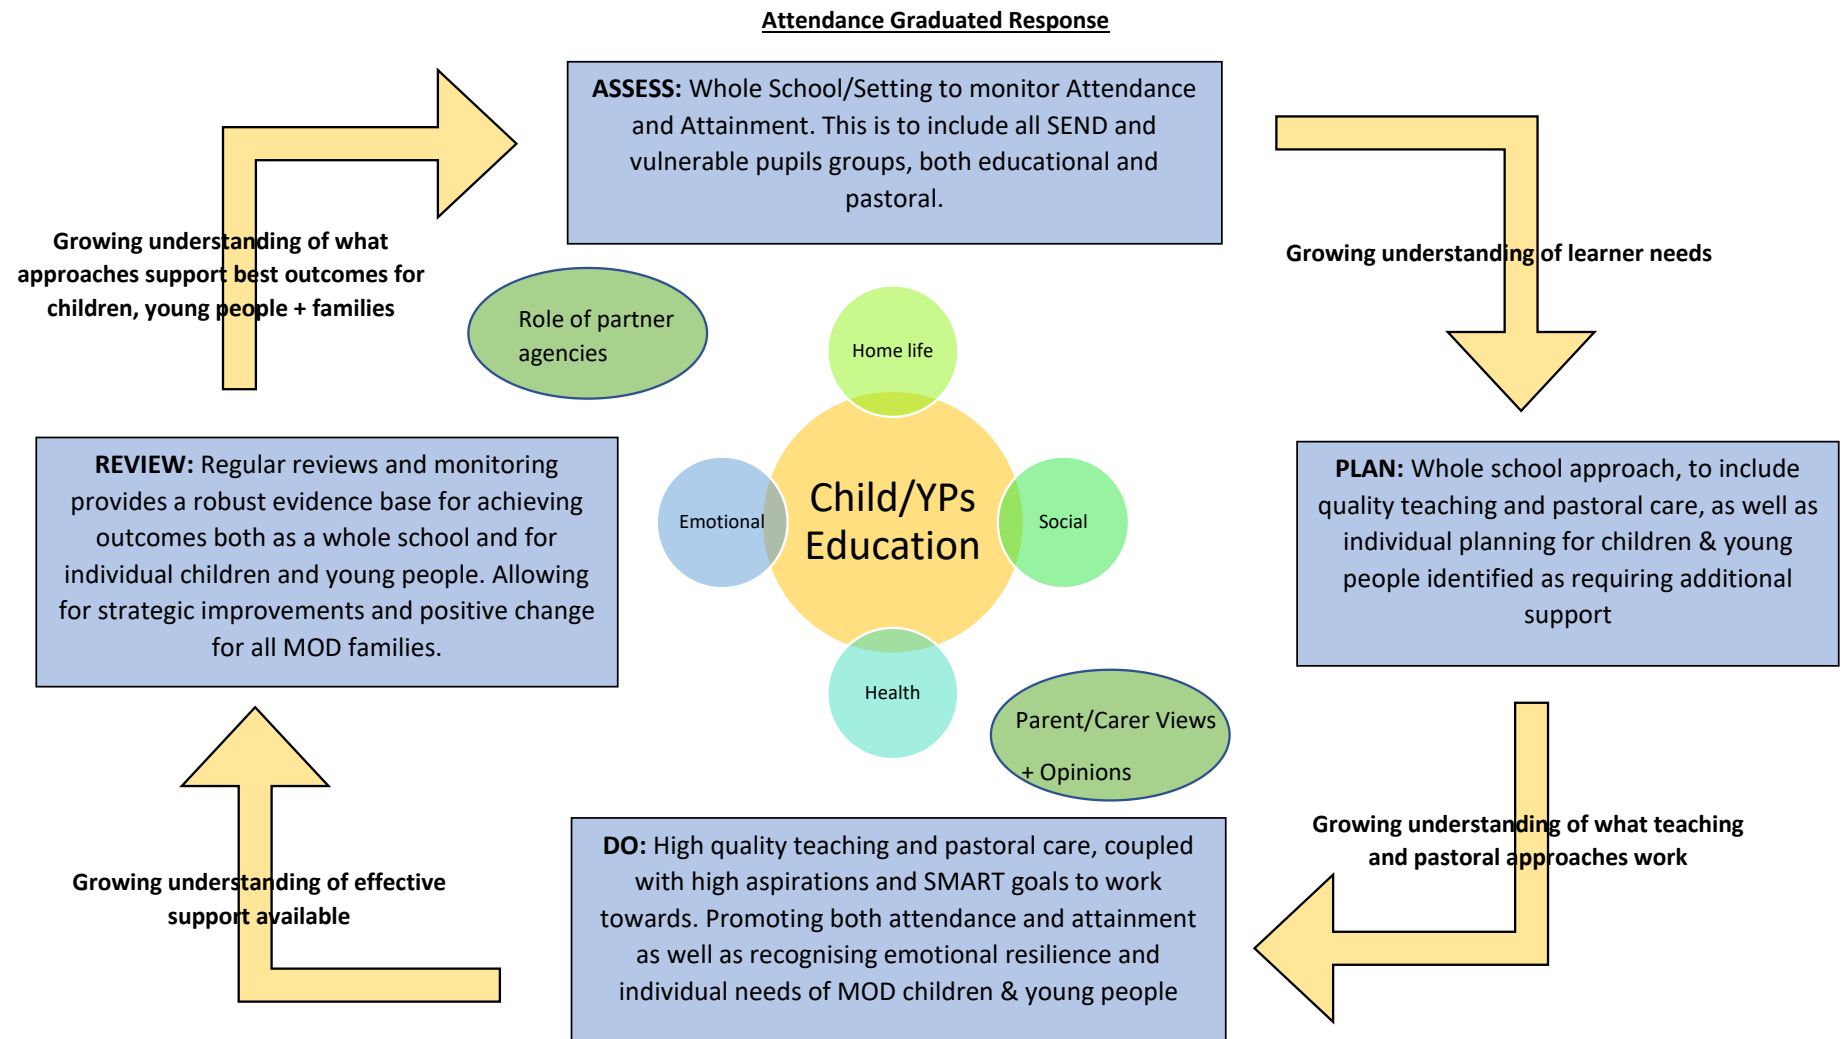 Attendance Graduated Response
ASSESS: Whole School/Setting to monitor Attendance
and Attainment. This is to include all SEND and
vulnerable pupils groups, both educational and
pastoral.
Growing understanding of what
approaches support best outcomes for
children, young people + families
Growing understanding of learner needs
Role of partner
agencies
Home life
REVIEW: Regular reviews and monitoring
provides a robust evidence base for achieving
outcomes both as a whole school and for
individual children and young people. Allowing
for strategic improvements and positive change
for all MOD families.
Emotional
Child/YPs
Education
Social
PLAN: Whole school approach, to include
quality teaching and pastoral care, as well as
individual planning for children & young
people identified as requiring additional
support
Health
Parent/Carer Views
+ Opinions
Growing understanding of what teaching
and pastoral approaches work
Growing understanding of effective
support available
DO: High quality teaching and pastoral care, coupled
with high aspirations and SMART goals to work
towards. Promoting both attendance and attainment
as well as recognising emotional resilience and
individual needs of MOD children & young people